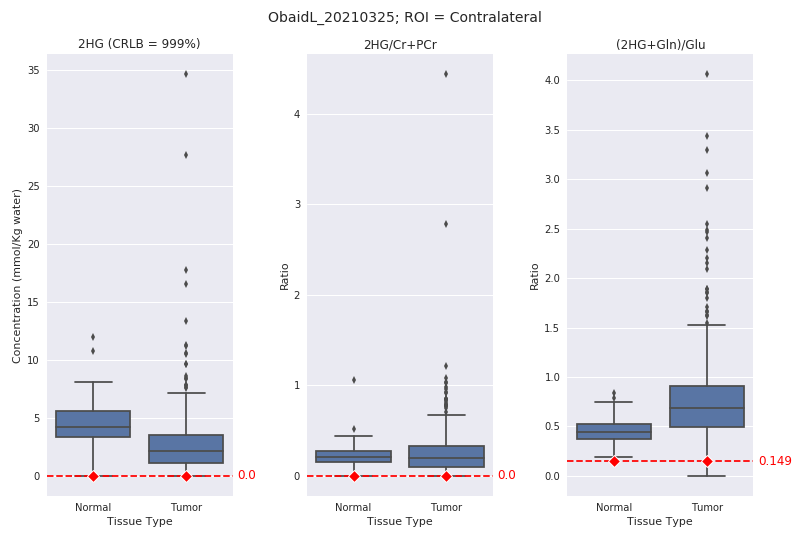 ObaidL_20210325; ROI = Contralateral
2HG (CRLB = 999%)
Concentration (mmol/Kg water)
35
30
25
20
15
10
5
0
0.0
Normal Tumor
Tissue Type
2HG/Cr+PCr
Ratio
4
3
2
1
0
0.0
Normal Tumor
Tissue Type
(2HG+Gln)/Glu
Ratio
4.0
3.5
3.0
2.5
2.0
1.5
1.0
0.5
0.0
0.149
Normal Tumor
Tissue Type